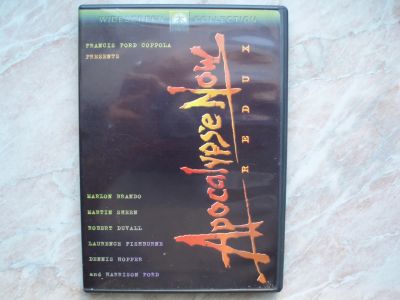 WIDESCREEN COLLECTION
FRANCIS FORD COPPOLA
PRESENTS
Apocalypse Now
REDUX
MARLON BRANDO
MARTIN SHEEN
ROBERT DUVALL
LAURENCE FISHBURNE
DENNIS HOPPER
and HARRISON FORD